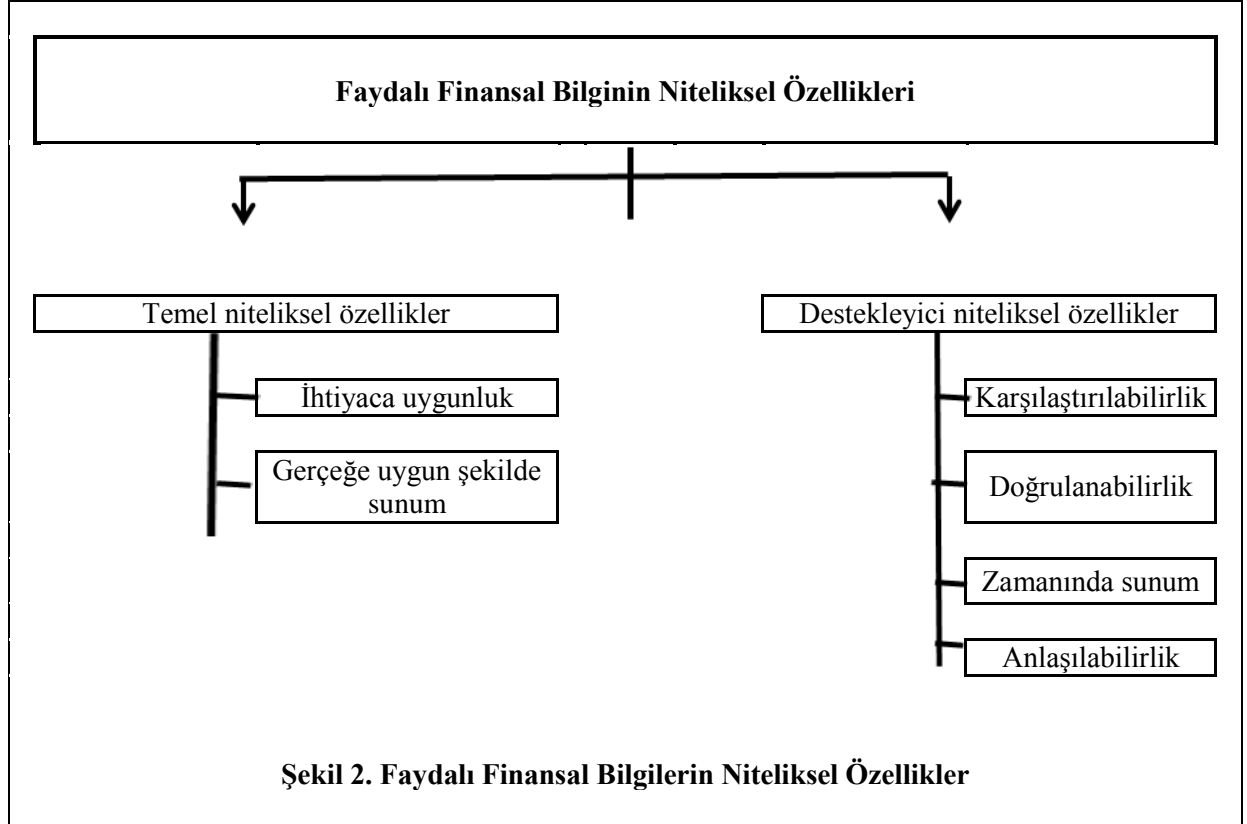 Faydalı Finansal Bilginin Niteliksel Özellikleri
Temel niteliksel özellikler
İhtiyaca uygunluk
Gerçeğe uygun şekilde
sunum
Destekleyici niteliksel özellikler
Karşılaştırılabilirlik
Doğrulanabilirlik
Zamanında sunum
Anlaşılabilirlik
Şekil 2. Faydalı Finansal Bilgilerin Niteliksel Özellikler